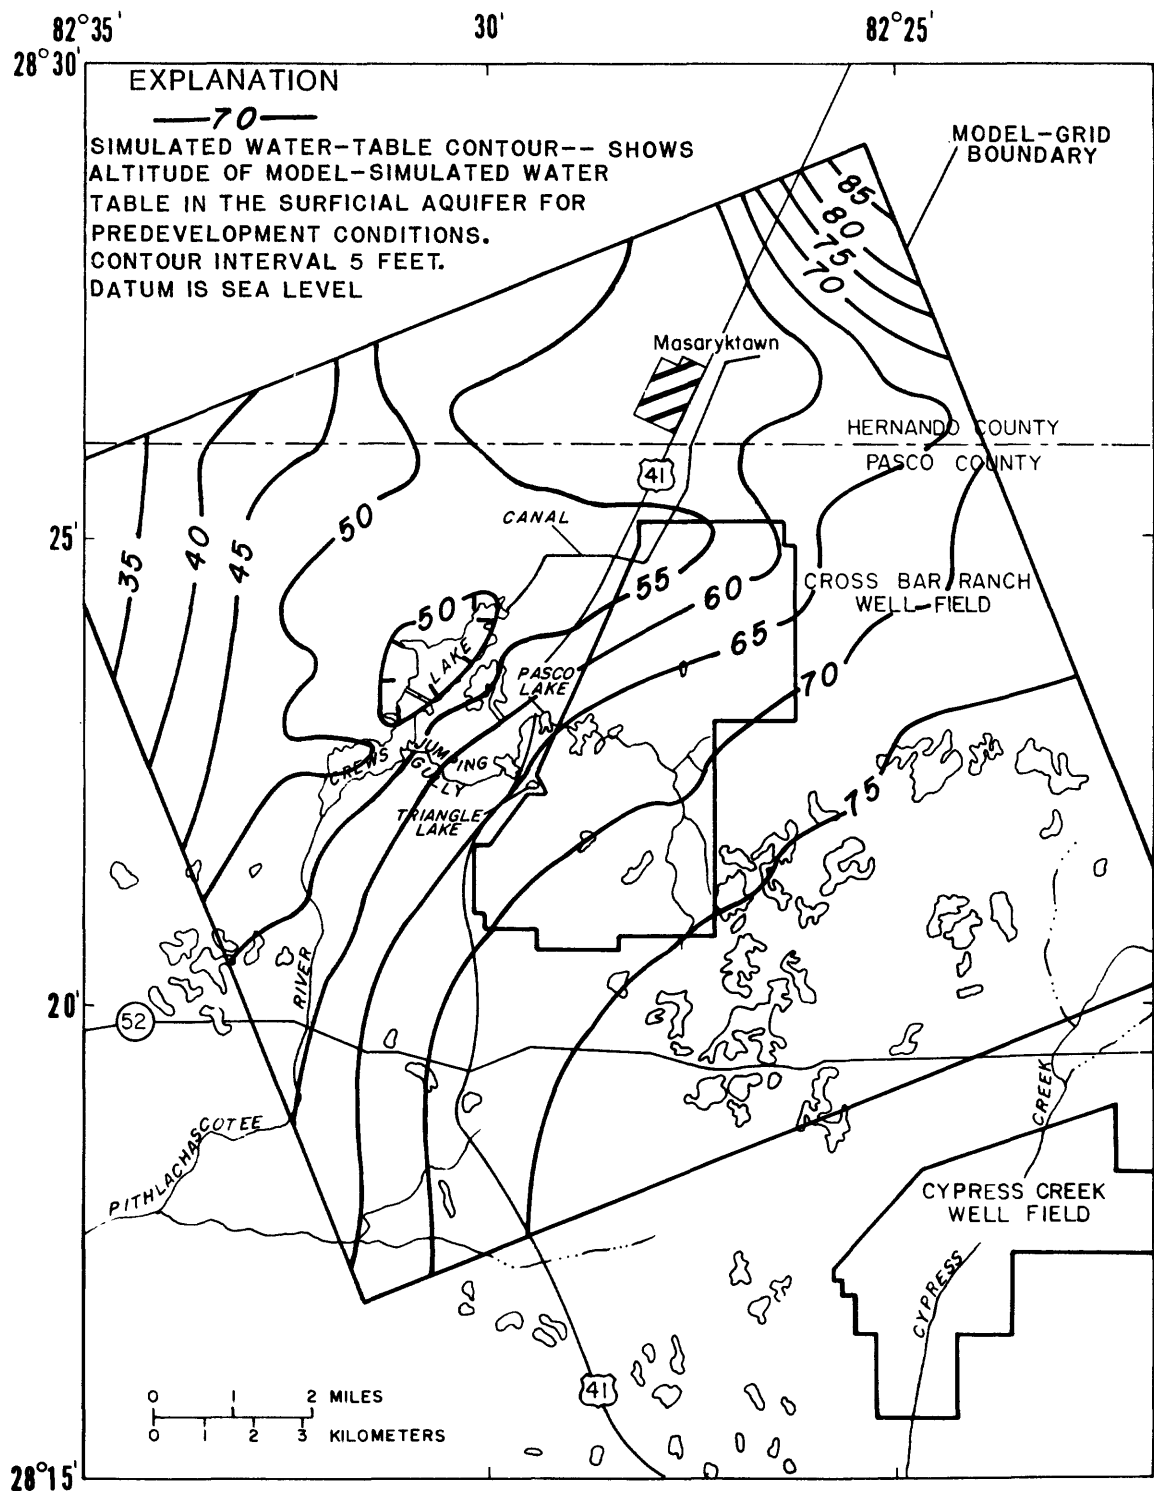 82°35'
30'
82°25'
28°30'
EXPLANATION
70
SIMULATED WATER-TABLE CONTOUR-- SHOWS
ALTITUDE OF MODEL-SIMULATED WATER
TABLE IN THE SURFICIAL AQUIFER FOR
PREDEVELOPMENT CONDITIONS.
CONTOUR INTERVAL 5 FEET.
DATUM IS SEA LEVEL
MODEL-GRID
BOUNDARY
85
80
75
70
Masaryktawn
HERNANDO COUNTY
PASCO COUNTY
41
CANAL
50
25'
35
40
45
55
60
CROSS BAR RANCH
WELL FIELD
50
65
LAKE
PASCO
LAKE
70
CREWS
JUMPING
GULLY
TRIANGLE
LAKE
75
RIVER
20'
52
CREEK
PITHLACHASCOTEE
CYPRESS CREEK
WELL FIELD
CYPRESS
41
0 1 2 MILES
0 1 2 3 KILOMETERS
28°15'